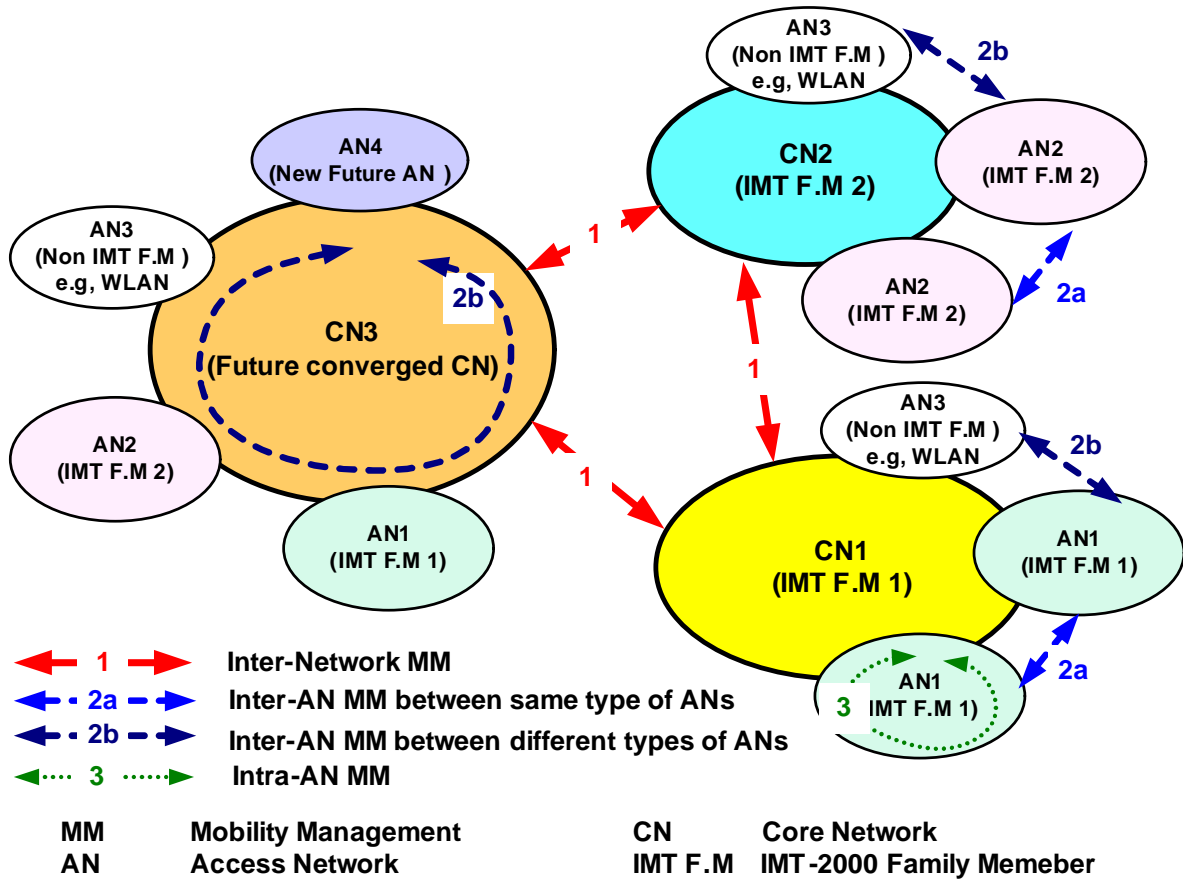 AN3
(Non IMT F.M )
e.g, WLAN
2b
AN2
(IMT F.M 2)
CN2
(IMT F.M 2)
AN2
(IMT F.M 2)
2a
1
AN4
(New Future AN )
AN3
(Non IMT F.M )
e.g, WLAN
2b
CN3
(Future converged CN)
AN2
(IMT F.M 2)
AN1
(IMT F.M 1)
1
1
AN3
(Non IMT F.M )
e.g, WLAN
2b
AN1
(IMT F.M 1)
CN1
(IMT F.M 1)
2a
AN1
(IMT F.M 1)
3
1 Inter-Network MM
2a Inter-AN MM between same type of ANs
2b Inter-AN MM between different types of ANs
3 Intra-AN MM
MM Mobility Management
AN Access Network
CN Core Network
IMT F.M IMT-2000 Family Memeber